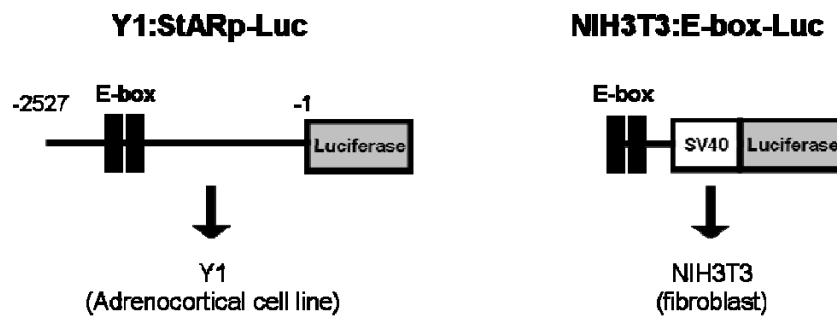 Y1:StARp-Luc
-2527
E-box
-1
Luciferase
Y1
(Adrenocortical cell line)
NIH3T3:E-box-Luc
E-box
SV40
Luciferase
NIH3T3
(fibroblast)